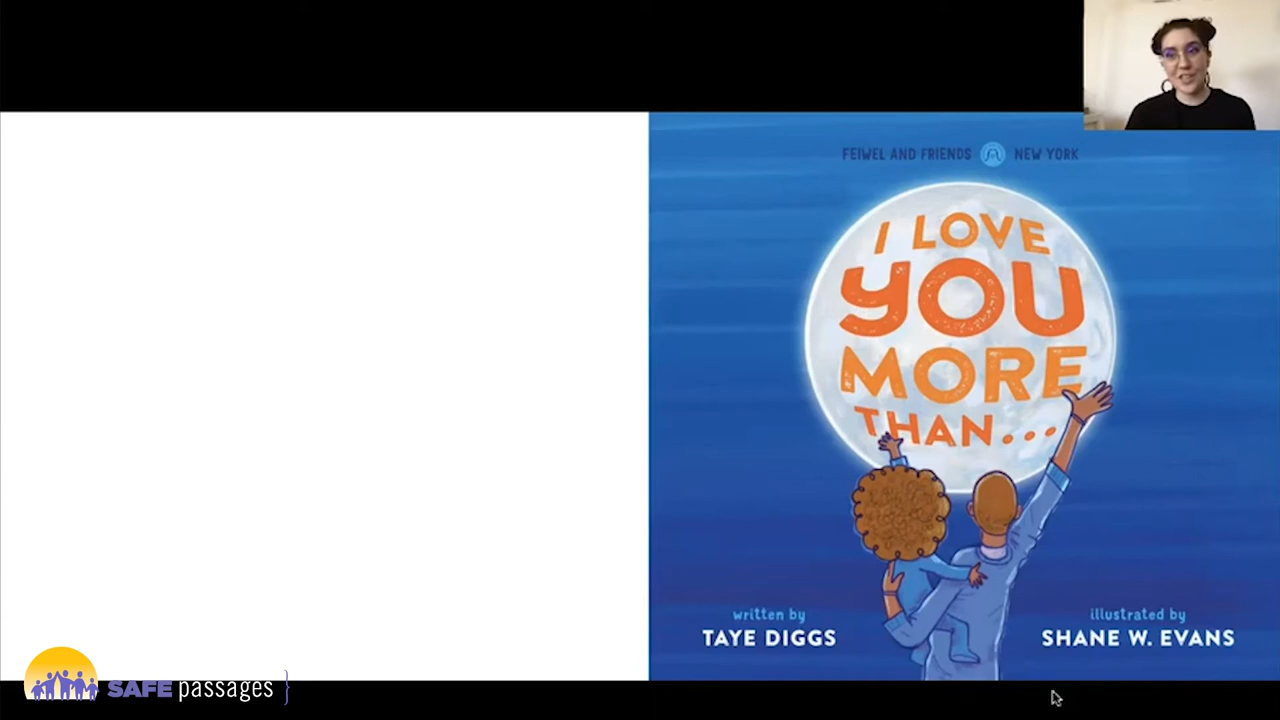 FEIWEL AND FRIENDS NEW YORK
I LOVE
YOU
MORE
THAN...
written by
TAYE DIGGS
illustrated by
SHANE W. EVANS
SAFE passages